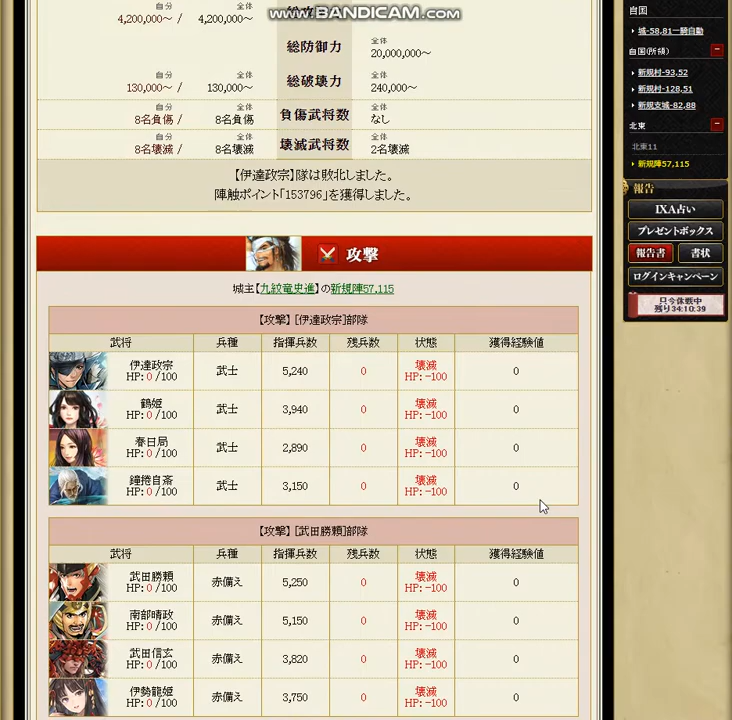 www.BANDICAM.com
自分 全体
4,200,000～ / 4,200,000～
総防御力 全体 20,000,000～
自分 全体 総破壊力 全体
130,000～ / 130,000～ 240,000～
自分 全体 負傷武将数 全体
8名負傷 / 8名負傷 なし
自分 全体 壊滅武将数 全体
8名壊滅 / 8名壊滅 2名壊滅
【伊達政宗】隊は敗北しました。
陣触ポイント「153796」を獲得しました。
攻撃
城主【九紋竜史進】の新規陣57,115
【攻撃】 [伊達政宗]部隊
武将 兵種 指揮兵数 残兵数 状態 獲得経験値
伊達政宗 HP: 0 /100 武士 5,240 0 壊滅 HP: -100 0
鶴姫 HP: 0 /100 武士 3,940 0 壊滅 HP: -100 0
春日局 HP: 0 /100 武士 2,890 0 壊滅 HP: -100 0
鐘捲自斎 HP: 0 /100 武士 3,150 0 壊滅 HP: -100 0
【攻撃】 [武田勝頼]部隊
武将 兵種 指揮兵数 残兵数 状態 獲得経験値
武田勝頼 HP: 0 /100 赤備え 5,250 0 壊滅 HP: -100 0
南部晴政 HP: 0 /100 赤備え 5,150 0 壊滅 HP: -100 0
武田信玄 HP: 0 /100 赤備え 3,820 0 壊滅 HP: -100 0
伊勢龍姫 HP: 0 /100 赤備え 3,750 0 壊滅 HP: -100 0
自国
城-58,81一騎自動
自国(所領)
新規村-93,52
新規村-128,51
新規支城-82,88
北東
北東11
新規陣57,115
報告
IXA占い
プレゼントボックス
報告書 書状
ログインキャンペーン
只今休戦中
残り34:10:39